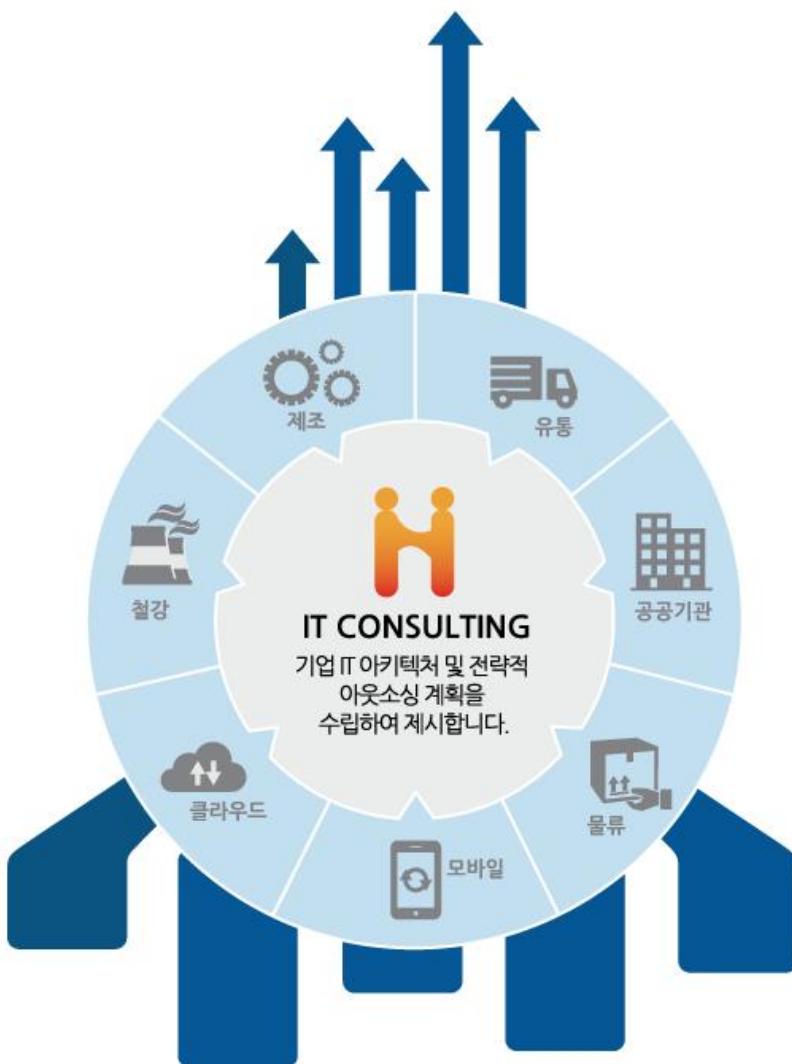 제조
유통
철강
공공기관
IT CONSULTING
기업 IT 아키텍처 및 전략적
아웃소싱 계획을
수립하여 제시합니다.
클라우드
물류
모바일